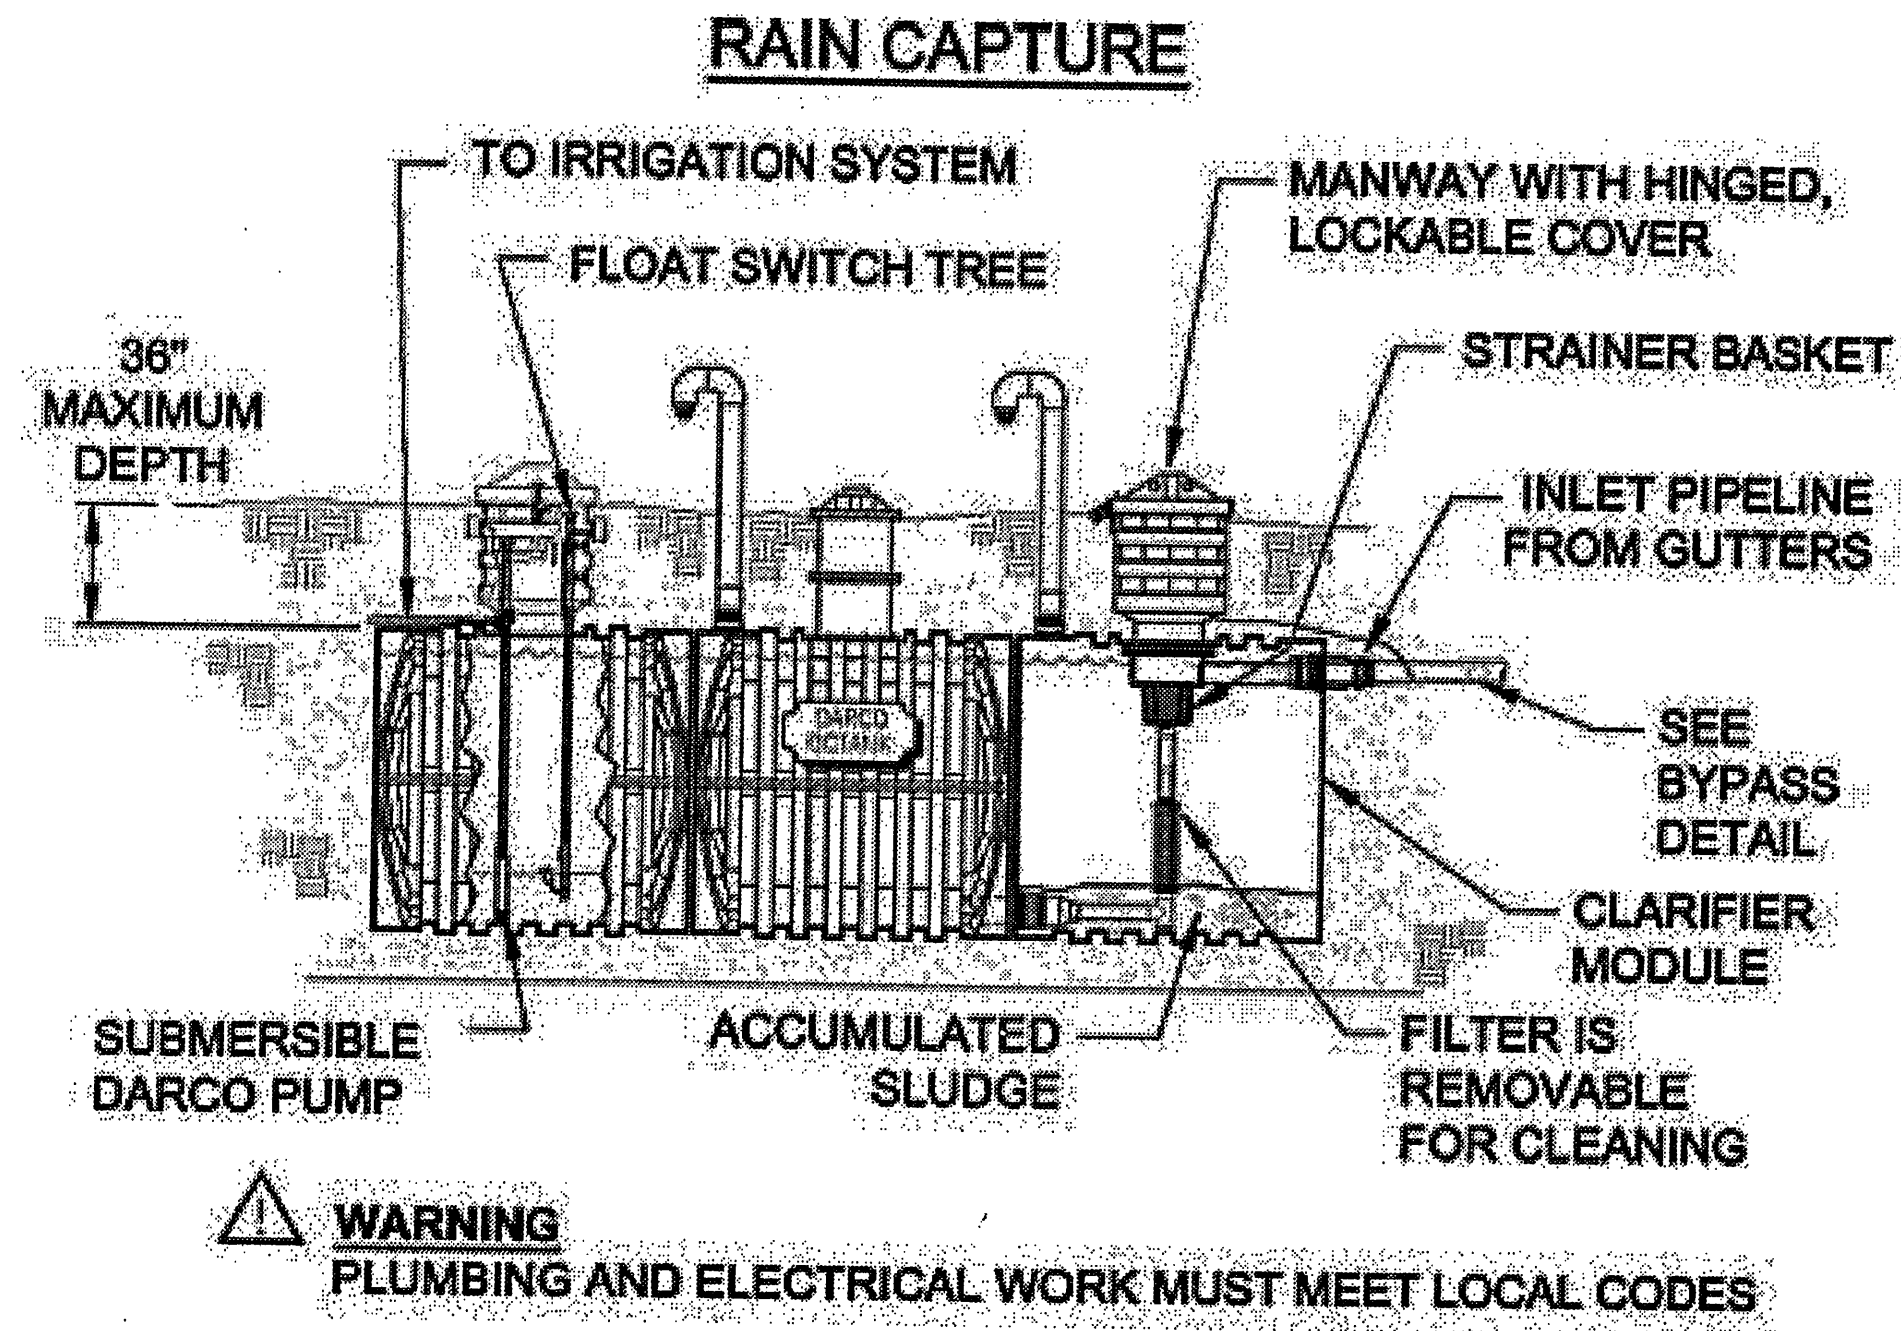 RAIN CAPTURE
TO IRRIGATION SYSTEM
MANWAY WITH HINGED,
LOCKABLE COVER
FLOAT SWITCH TREE
STRAINER BASKET
36"
MAXIMUM
DEPTH
INLET PIPELINE
FROM GUTTERS
DARCO
SEE
BYPASS
DETAIL
CLARIFIER
MODULE
SUBMERSIBLE
DARCO PUMP
ACCUMULATED
SLUDGE
FILTER IS
REMOVABLE
FOR CLEANING
!
WARNING
PLUMBING AND ELECTRICAL WORK MUST MEET LOCAL CODES